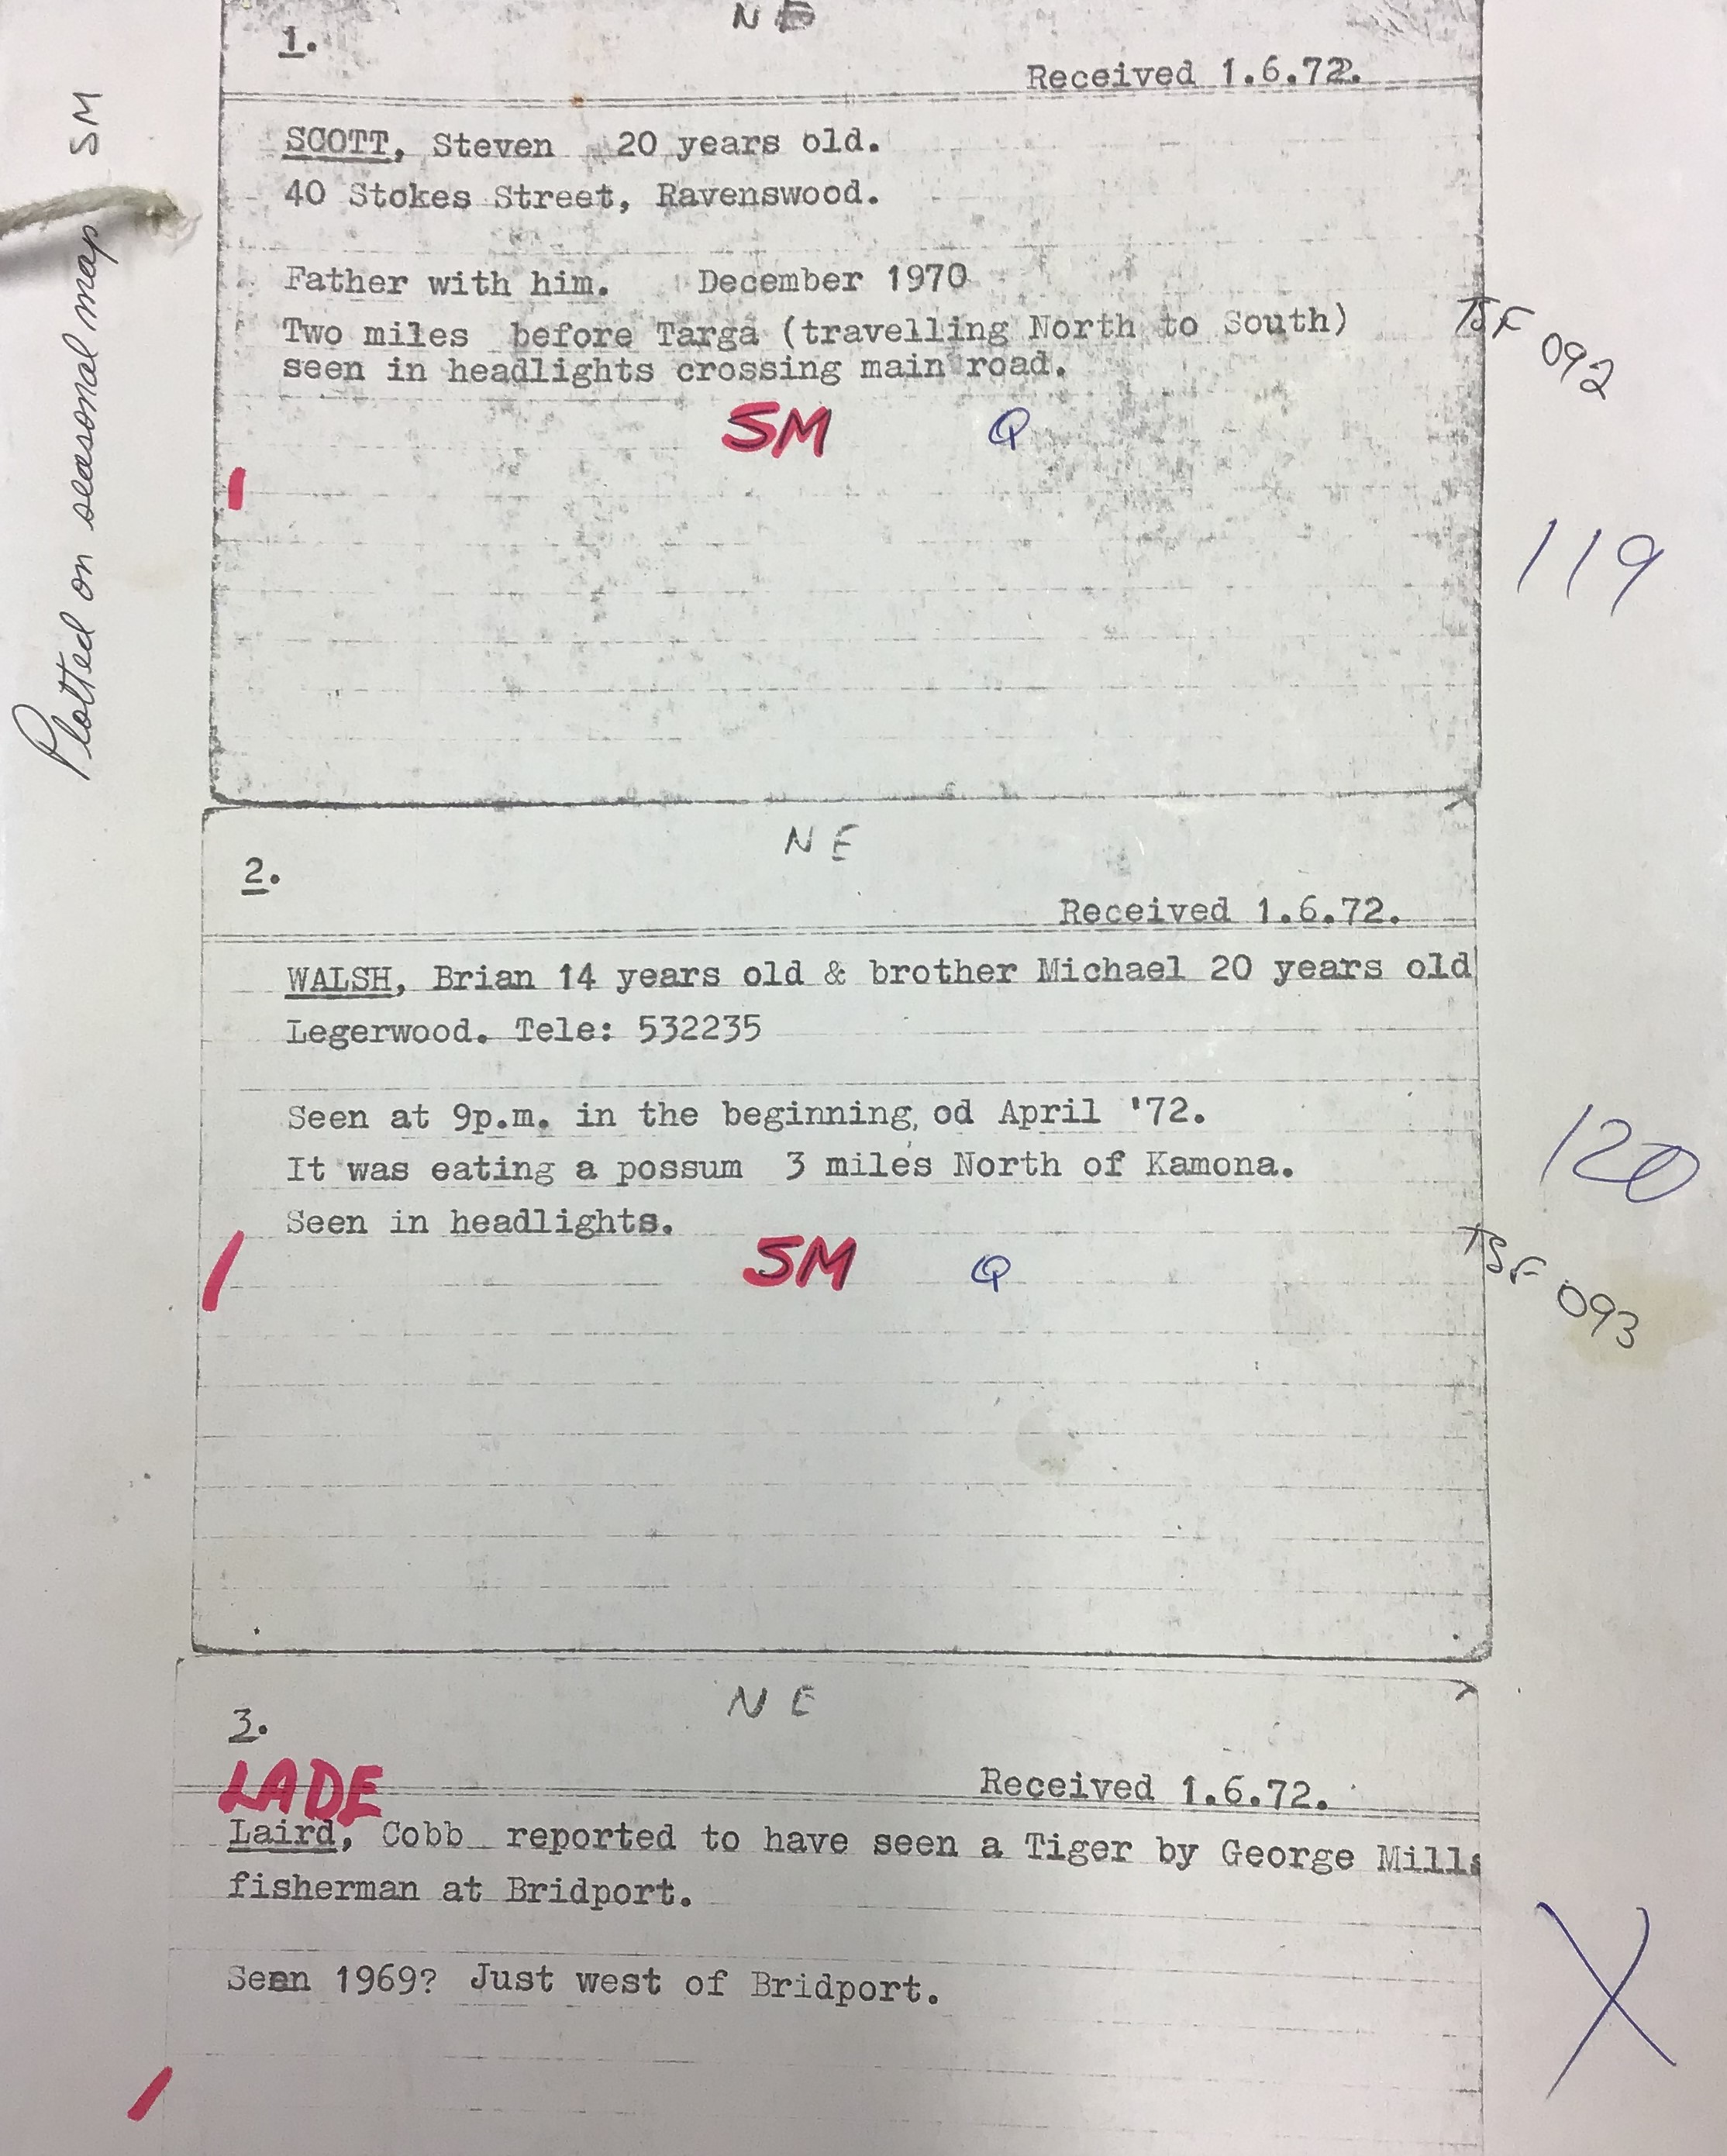 Plotted on seasonal map SM
N E
1.
Received 1.6.72.
SCOTT, Steven 20 years old.
40 Stokes Street, Ravenswood.
Father with him. December 1970
Two miles before Targa (travelling North to South)
seen in headlights crossing main road.
TSF 092
SM Q
119
N E
2.
Received 1.6.72.
WALSH, Brian 14 years old & brother Michael 20 years old
Legerwood. Tele: 532235
Seen at 9p.m. in the beginning od April '72.
It was eating a possum 3 miles North of Kamona.
Seen in headlights.
120
TSF 093
SM Q
N E
3.
LADE
Received 1.6.72.
Laird, Cobb reported to have seen a Tiger by George Mills
fisherman at Bridport.
Seen 1969? Just west of Bridport.
X